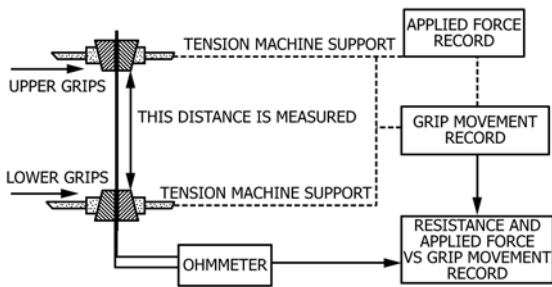 APPLIED FORCE
RECORD
TENSION MACHINE SUPPORT
UPPER GRIPS
THIS DISTANCE IS MEASURED
GRIP MOVEMENT
RECORD
LOWER GRIPS
TENSION MACHINE SUPPORT
RESISTANCE AND
APPLIED FORCE
VS GRIP MOVEMENT
RECORD
OHMMETER